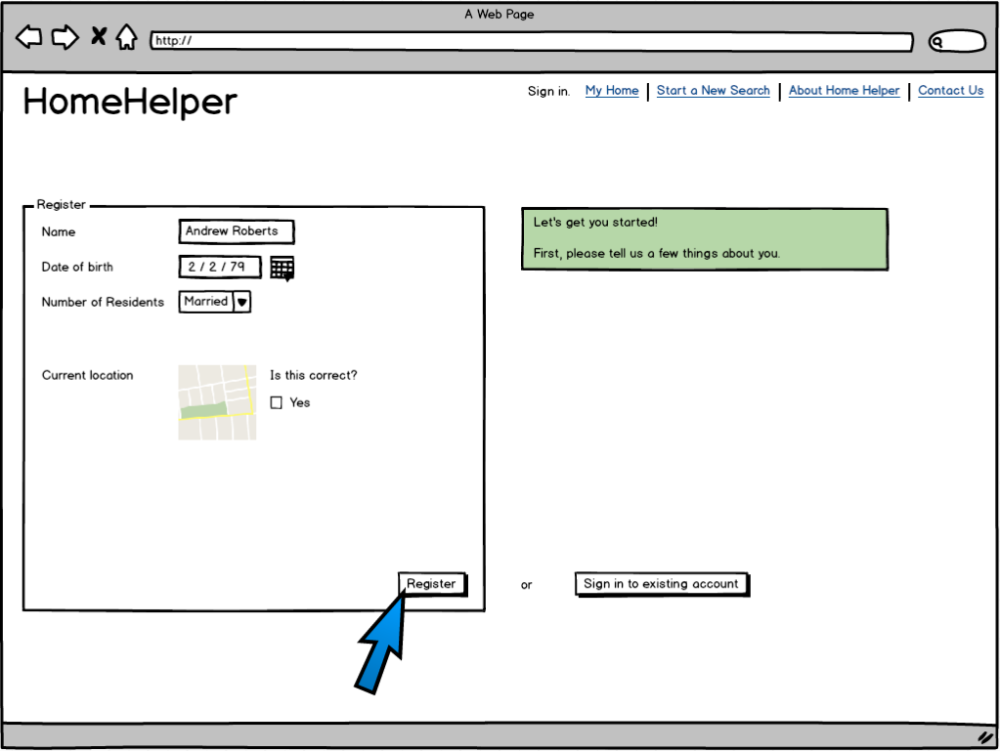 A Web Page
http://
HomeHelper
Sign in. My Home | Start a New Search | About Home Helper | Contact Us
Register
Name Andrew Roberts
Date of birth 2 / 2 / 79
Number of Residents Married
Current location Is this correct?
Yes
Let's get you started!
First, please tell us a few things about you.
Register or Sign in to existing account